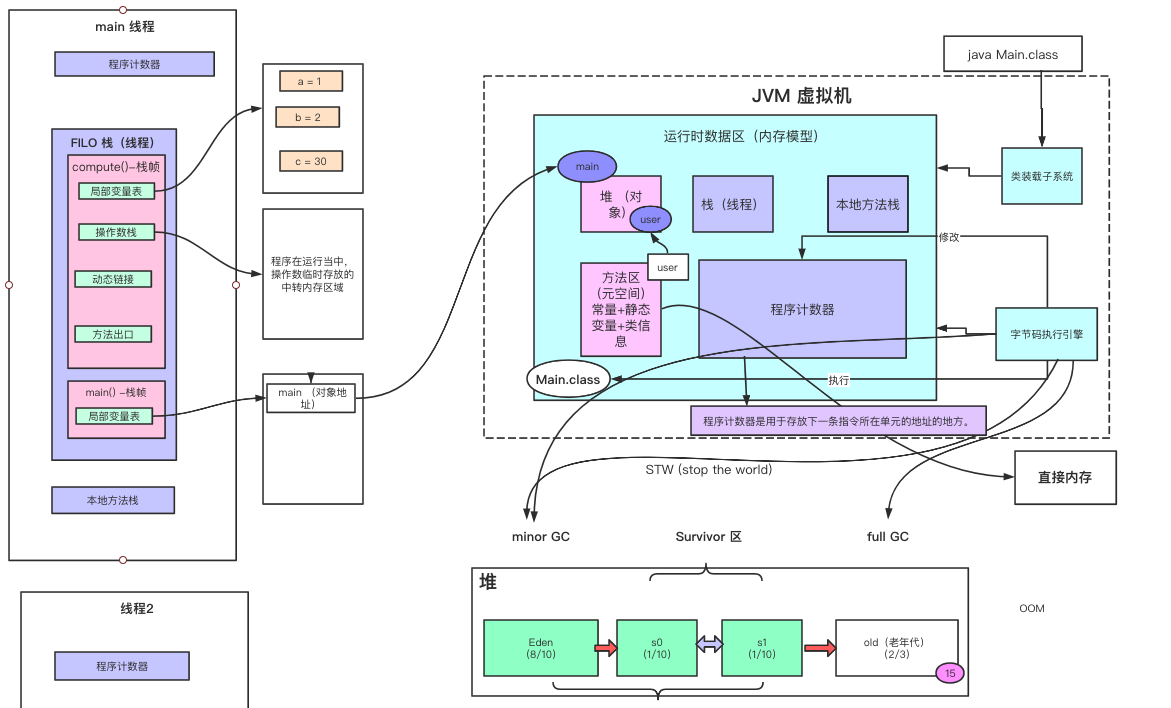 main 线程
程序计数器
FILO 栈（线程）
compute()-栈帧
局部变量表
操作数栈
动态链接
方法出口
main() -栈帧
局部变量表
本地方法栈
线程2
程序计数器
a = 1
b = 2
c = 30
程序在运行当中，
操作数临时存放的
中转内存区域
main （对象地
址）
java Main.class
JVM 虚拟机
运行时数据区（内存模型）
main
堆 （对
象）
user
栈（线程）
本地方法栈
类装载子系统
修改
user
方法区
（元空间）
常量+静态
变量+类信
息
程序计数器
字节码执行引擎
Main.class
执行
程序计数器是用于存放下一条指令所在单元的地址的地方。
STW (stop the world)
直接内存
minor GC
Survivor 区
full GC
堆
Eden
(8/10)
s0
(1/10)
s1
(1/10)
old（老年代）
(2/3)
15
OOM